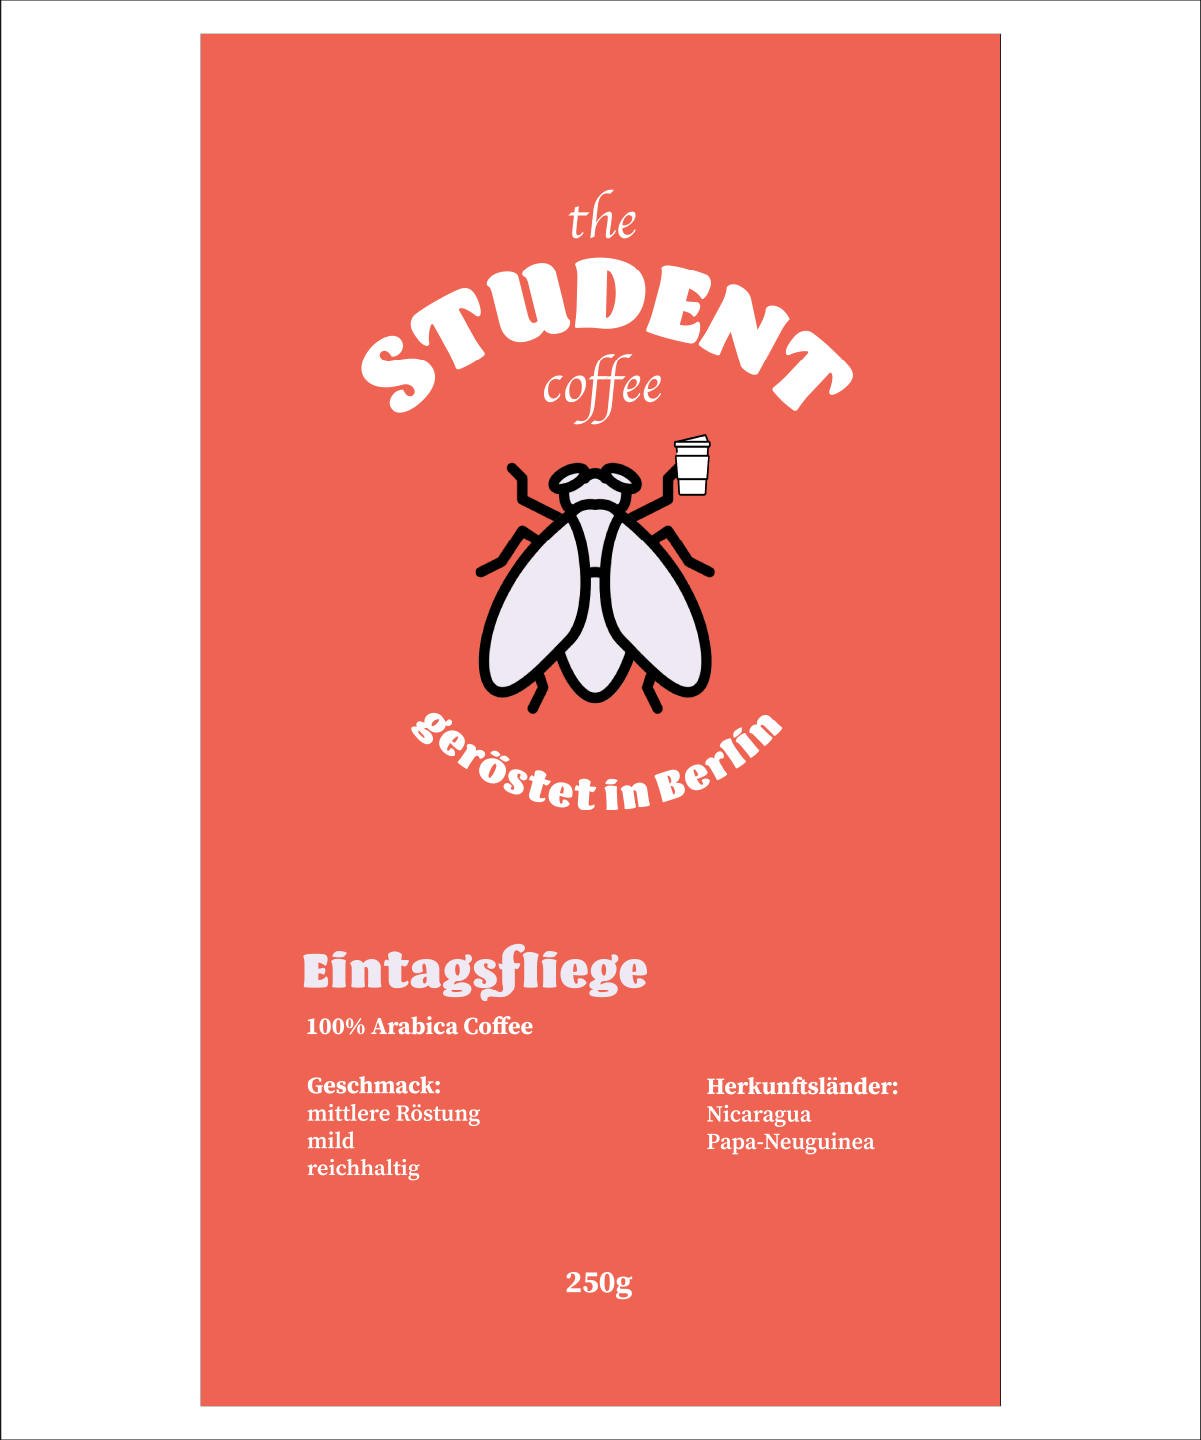 the
STUDENT
coffee
geröstet in Berlin
Eintagsfliege
100% Arabica Coffee
Geschmack:
mittlere Röstung
mild
reichhaltig
Herkunftsländer:
Nicaragua
Papa-Neuguinea
250g